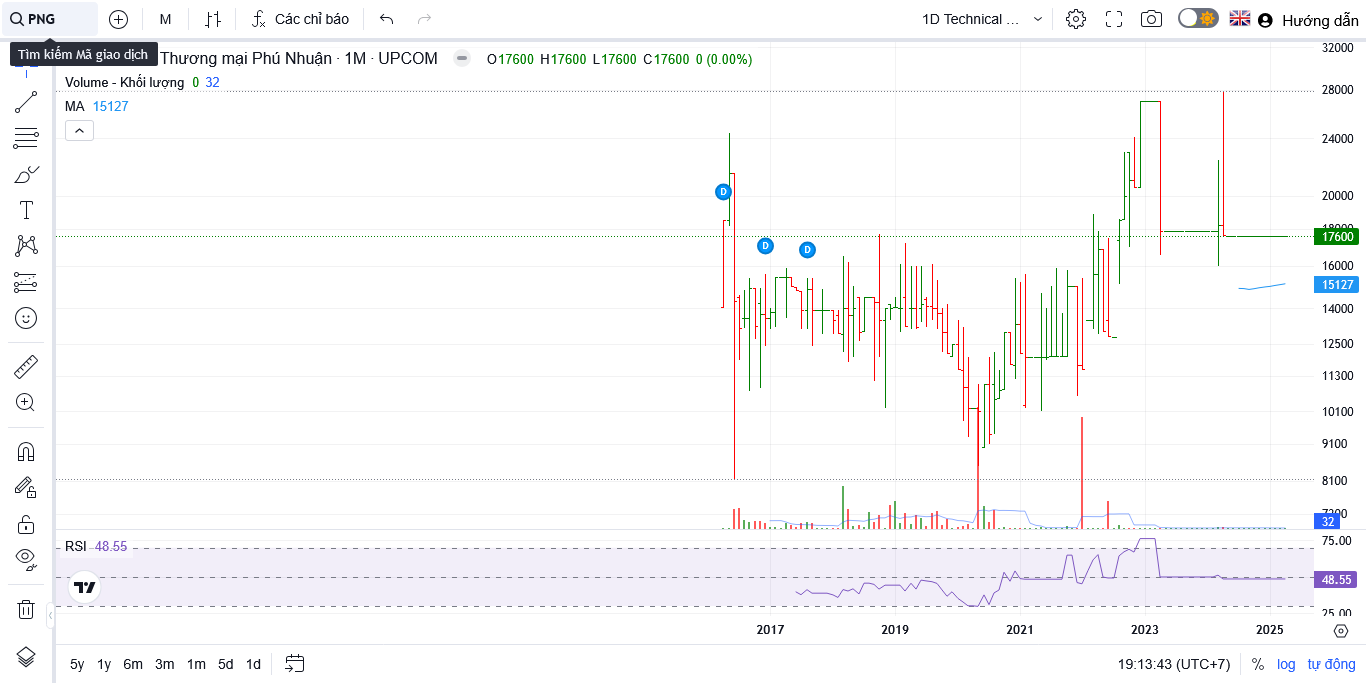 PNG M Các chỉ báo 1D Technical ... Hướng dẫn
Tìm kiếm Mã giao dịch
Thương mại Phú Nhuận · 1M · UPCOM O17600 H17600 L17600 C17600 0 (0.00%)
Volume - Khối lượng 0 32
MA 15127
32000
28000
24000
20000
17600
16000
15127
14000
12500
11300
10100
9100
8100
32
D
D
D
RSI 48.55
75.00
48.55
25.00
2017 2019 2021 2023 2025
5y 1y 6m 3m 1m 5d 1d 19:13:43 (UTC+7) % log tự động